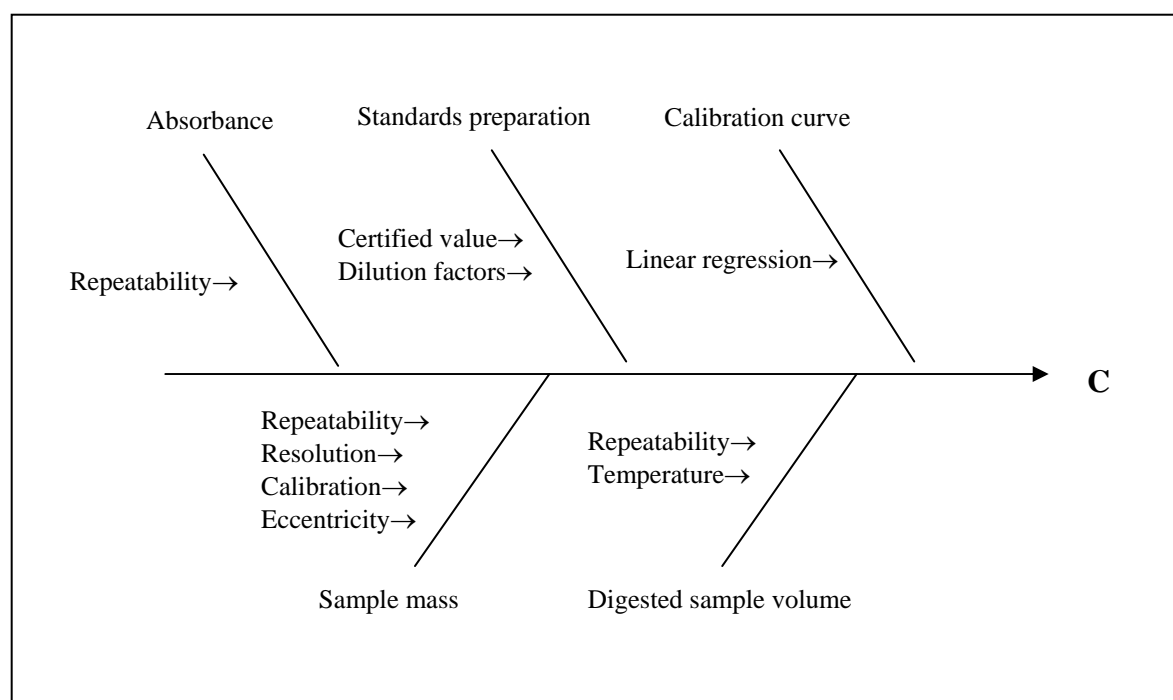 Absorbance
Standards preparation
Calibration curve
Repeatability→
Certified value→
Dilution factors→
Linear regression→
C
Repeatability→
Resolution→
Calibration→
Eccentricity→
Sample mass
Repeatability→
Temperature→
Digested sample volume